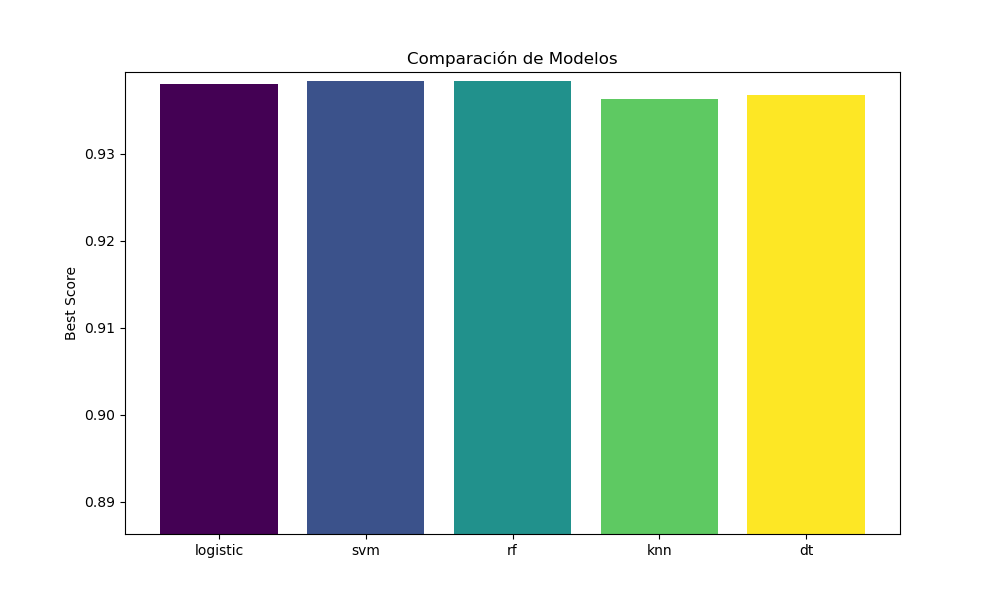 Comparación de Modelos
Best Score
0.93
0.92
0.91
0.90
0.89
logistic svm rf knn dt